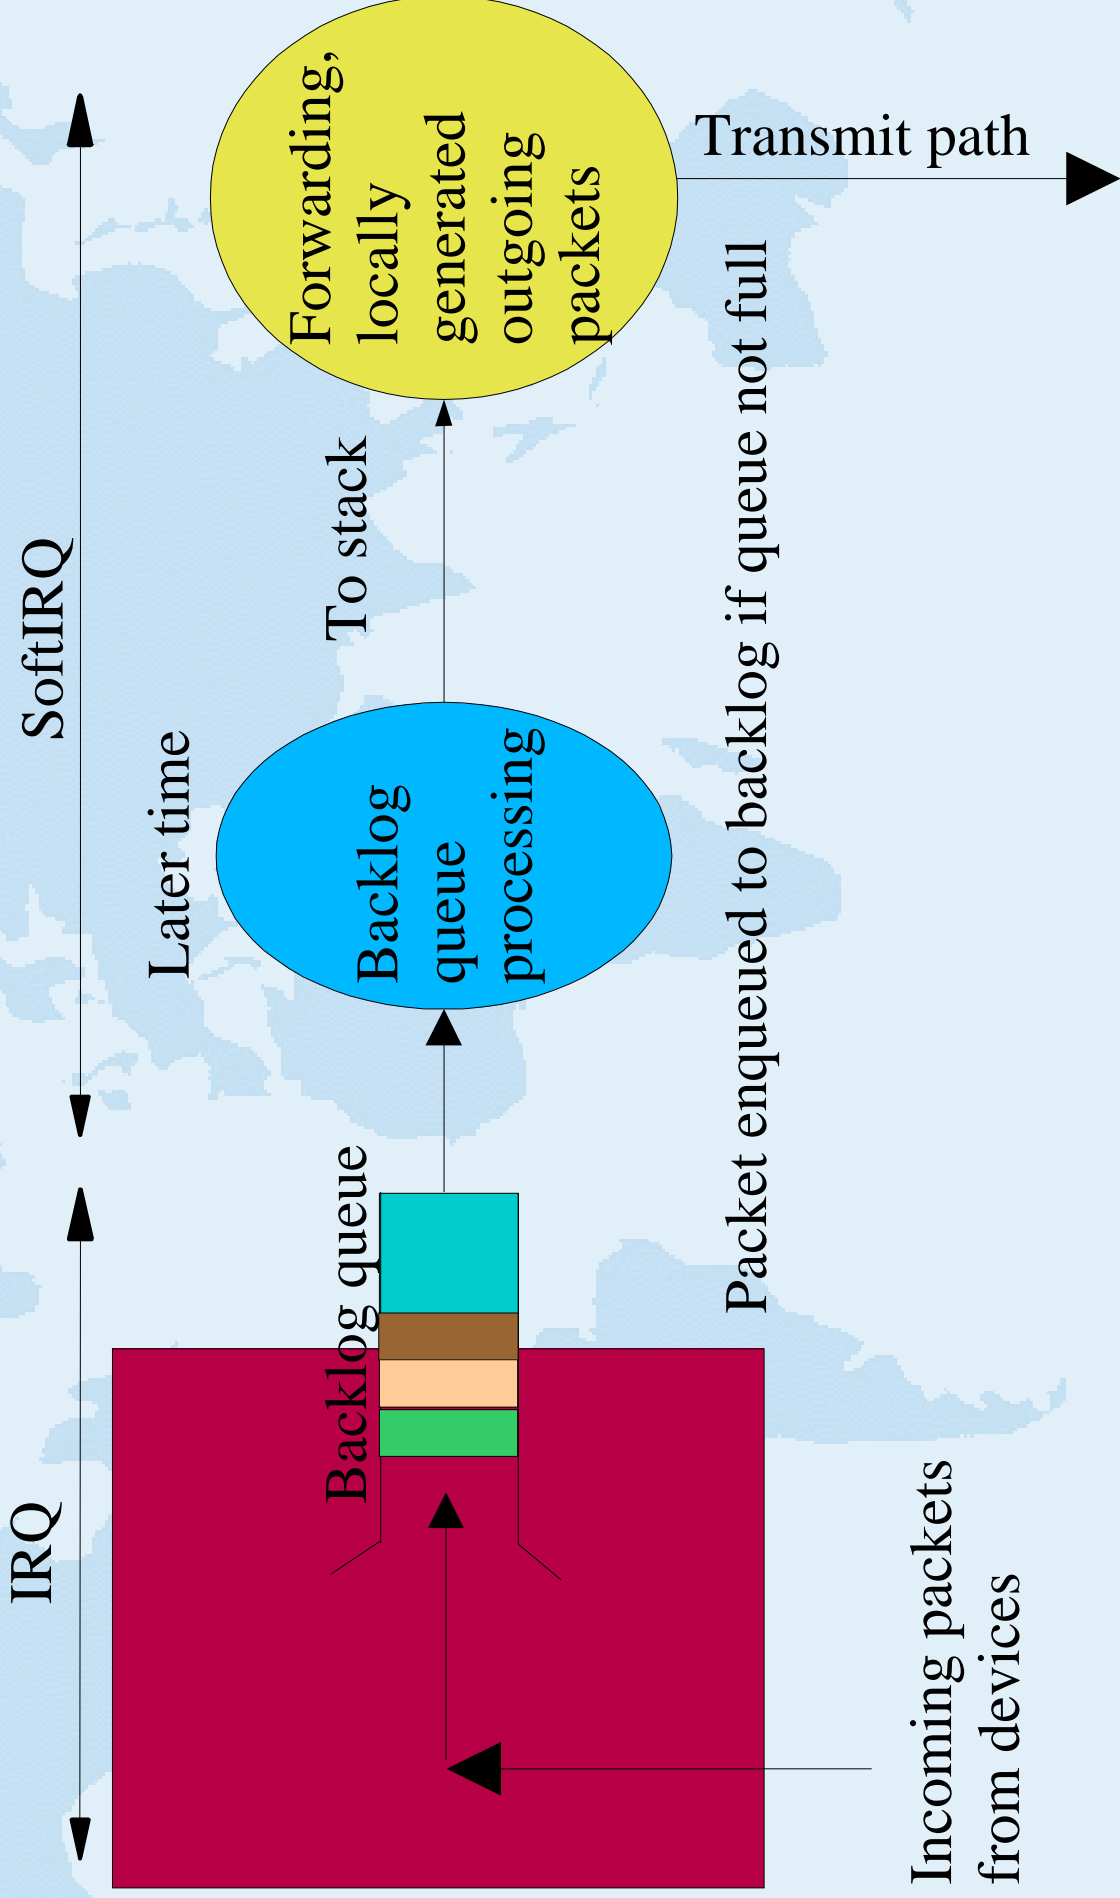 IRQ
SoftIRQ
Later time
Backlog queue
To stack
Backlog
queue
processing
Forwarding,
locally
generated
outgoing
packets
Transmit path
Packet enqueued to backlog if queue not full
Incoming packets
from devices